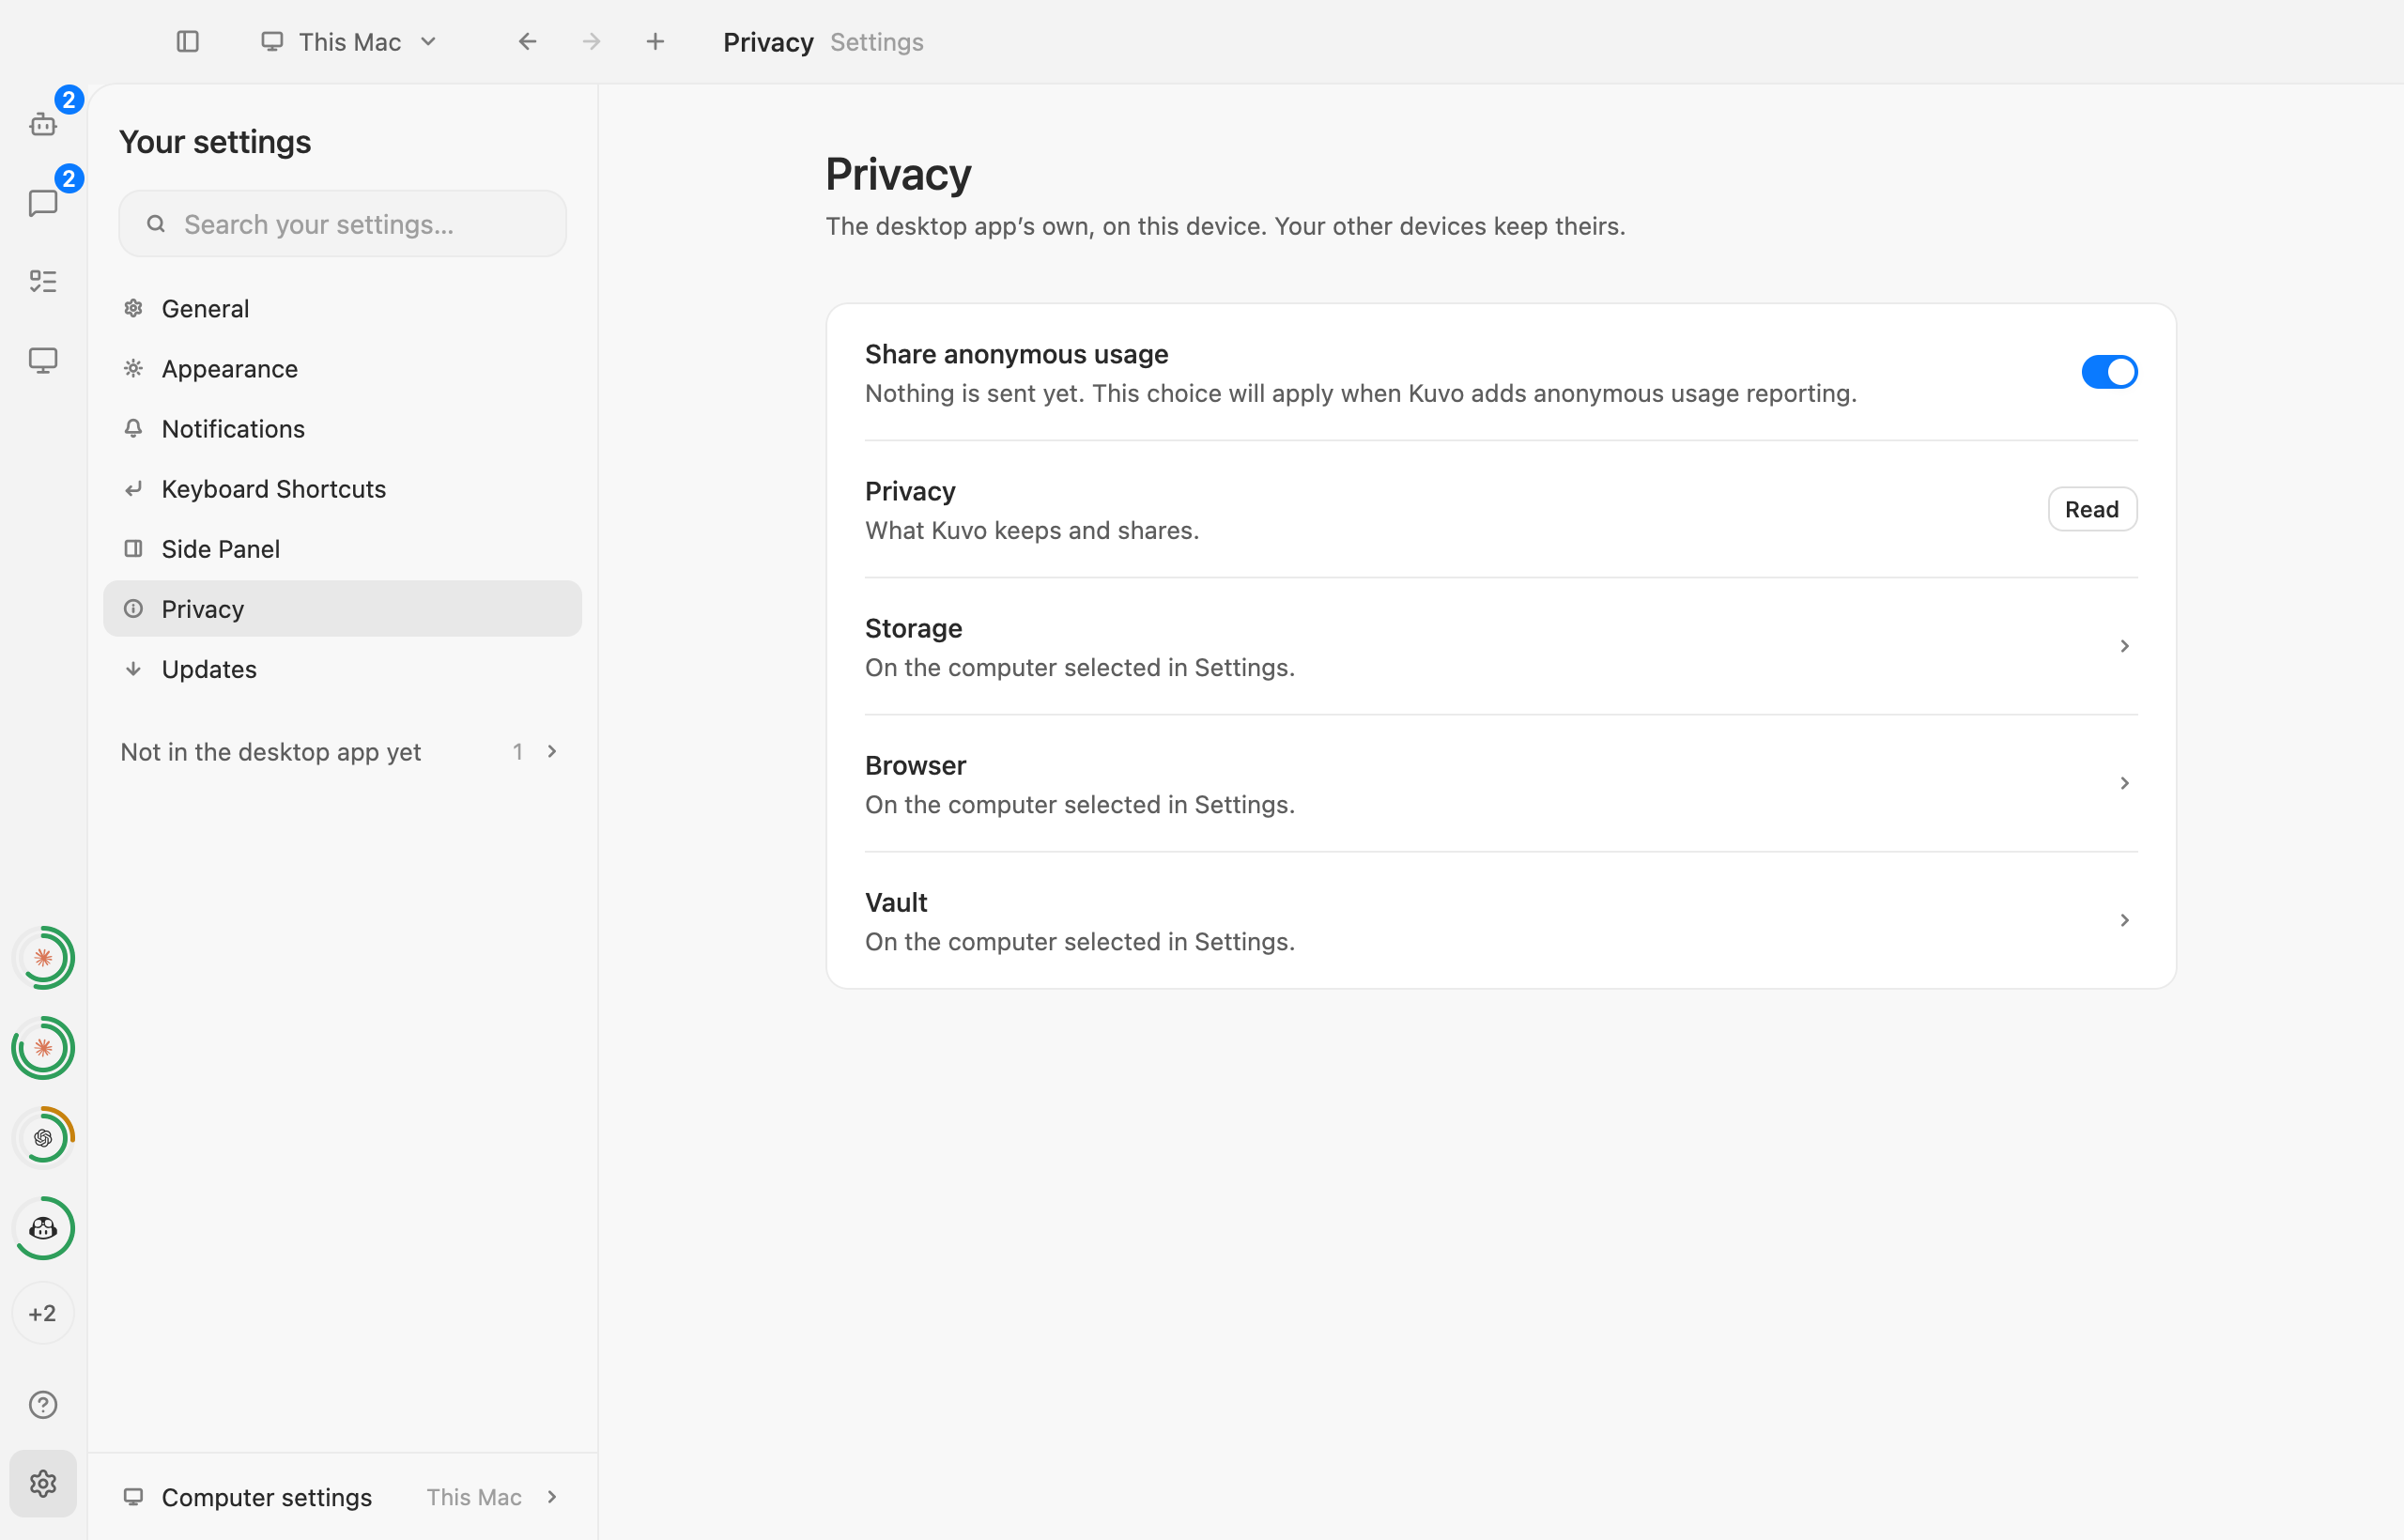 This Mac
Privacy Settings
2
2
Your settings
Search your settings...
General
Appearance
Notifications
Keyboard Shortcuts
Side Panel
Privacy
Updates
Not in the desktop app yet 1
+2
Computer settings This Mac
Privacy
The desktop app’s own, on this device. Your other devices keep theirs.
Share anonymous usage
Nothing is sent yet. This choice will apply when Kuvo adds anonymous usage reporting.
Privacy
What Kuvo keeps and shares.
Read
Storage
On the computer selected in Settings.
Browser
On the computer selected in Settings.
Vault
On the computer selected in Settings.